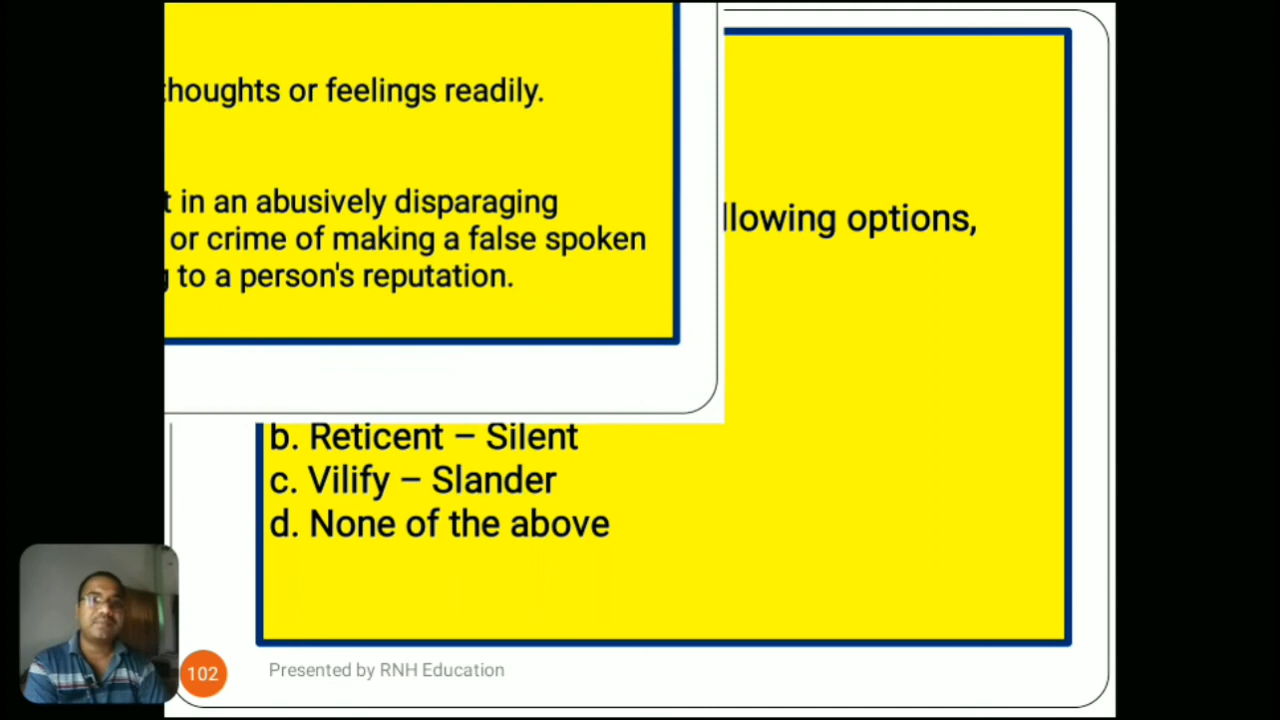 thoughts or feelings readily.
in an abusively disparaging
or crime of making a false spoken
to a person's reputation.
options,
b. Reticent – Silent
c. Vilify – Slander
d. None of the above
102
Presented by RNH Education